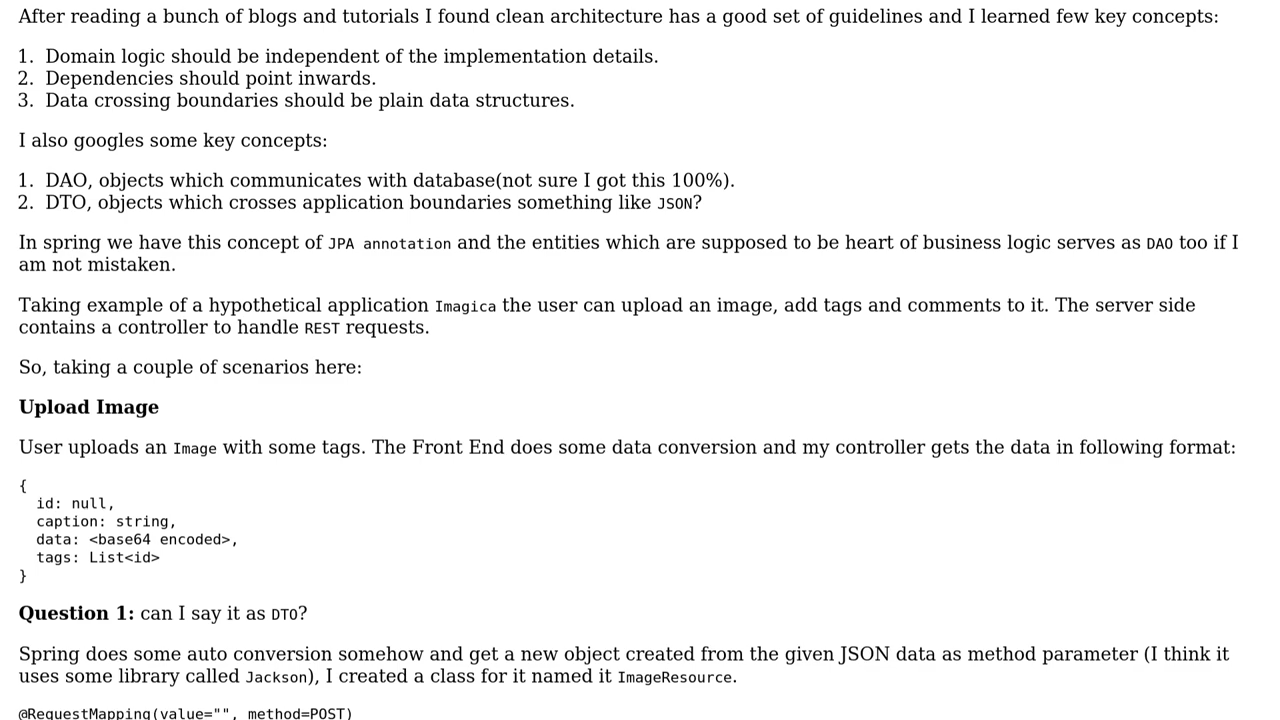 After reading a bunch of blogs and tutorials I found clean architecture has a good set of guidelines and I learned few key concepts:
1. Domain logic should be independent of the implementation details.
2. Dependencies should point inwards.
3. Data crossing boundaries should be plain data structures.
I also googles some key concepts:
1. DAO, objects which communicates with database(not sure I got this 100%).
2. DTO, objects which crosses application boundaries something like JSON?
In spring we have this concept of JPA annotation and the entities which are supposed to be heart of business logic serves as DAO too if I
am not mistaken.
Taking example of a hypothetical application Imagica the user can upload an image, add tags and comments to it. The server side
contains a controller to handle REST requests.
So, taking a couple of scenarios here:
Upload Image
User uploads an Image with some tags. The Front End does some data conversion and my controller gets the data in following format:
{
  id: null,
  caption: string,
  data: <base64 encoded>,
  tags: List<id>
}
Question 1: can I say it as DTO?
Spring does some auto conversion somehow and get a new object created from the given JSON data as method parameter (I think it
uses some library called Jackson), I created a class for it named it ImageResource.
@RequestMapping(value="", method=POST)